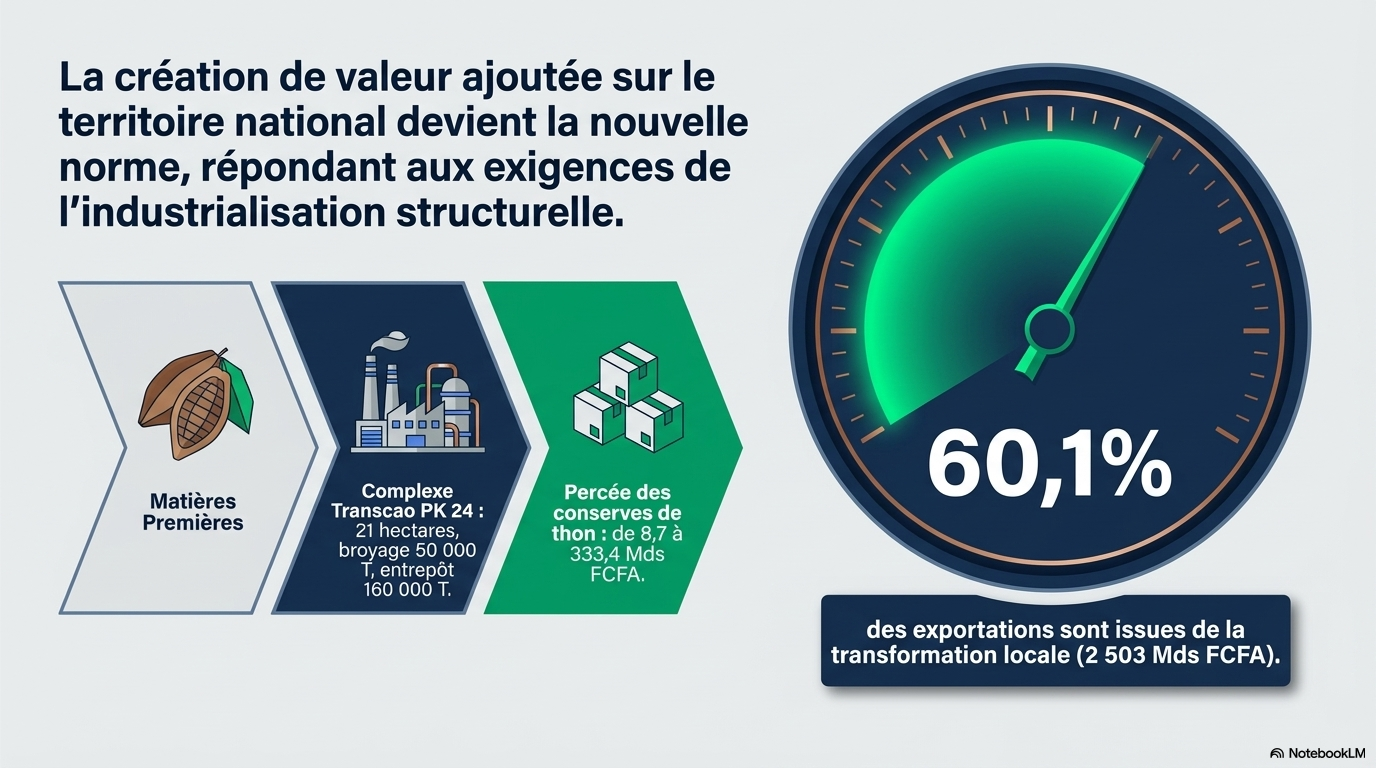 La création de valeur ajoutée sur le
territoire national devient la nouvelle
norme, répondant aux exigences de
l’industrialisation structurelle.
Matières
Premières
Complexe
Transcao PK 24 :
21 hectares,
broyage 50 000
T, entrepôt
160 000 T.
Percée des
conserves de
thon : de 8,7 à
333,4 Mds
FCFA.
60,1%
des exportations sont issues de la
transformation locale (2 503 Mds FCFA).
NotebookLM